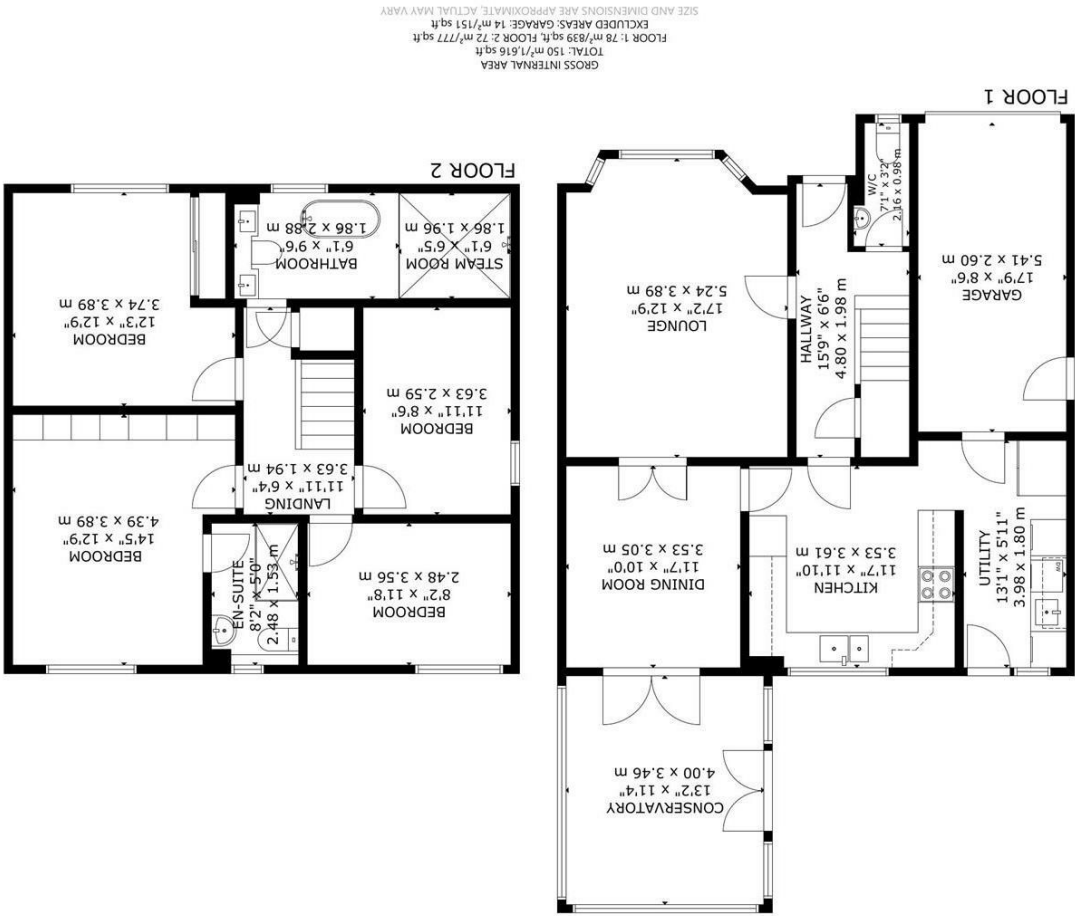 FLOOR 1
GARAGE
17'9" x 8'6"
5.41 x 2.60 m
W/C
7'1" x 3'2"
2.16 x 0.98 m
HALLWAY
15'9" x 6'6"
4.80 x 1.98 m
LOUNGE
17'2" x 12'9"
5.24 x 3.89 m
UTILITY
13'1" x 5'11"
3.98 x 1.80 m
KITCHEN
11'7" x 11'10"
3.53 x 3.61 m
DINING ROOM
11'7" x 10'0"
3.53 x 3.05 m
CONSERVATORY
13'2" x 11'4"
4.00 x 3.46 m
FLOOR 2
STEAM ROOM
6'1" x 6'5"
1.86 x 1.96 m
BATHROOM
6'1" x 9'6"
1.86 x 2.88 m
BEDROOM
12'3" x 12'9"
3.74 x 3.89 m
BEDROOM
11'11" x 8'6"
3.63 x 2.59 m
LANDING
11'11" x 6'4"
3.63 x 1.94 m
BEDROOM
14'5" x 12'9"
4.39 x 3.89 m
EN-SUITE
8'2" x 5'0"
2.48 x 1.53 m
BEDROOM
8'2" x 11'8"
2.48 x 3.56 m
GROSS INTERNAL AREA
TOTAL: 150 m²/1,616 sq.ft
FLOOR 1: 78 m²/839 sq.ft, FLOOR 2: 72 m²/777 sq.ft
EXCLUDED AREAS: GARAGE: 14 m²/151 sq.ft
SIZE AND DIMENSIONS ARE APPROXIMATE, ACTUAL MAY VARY